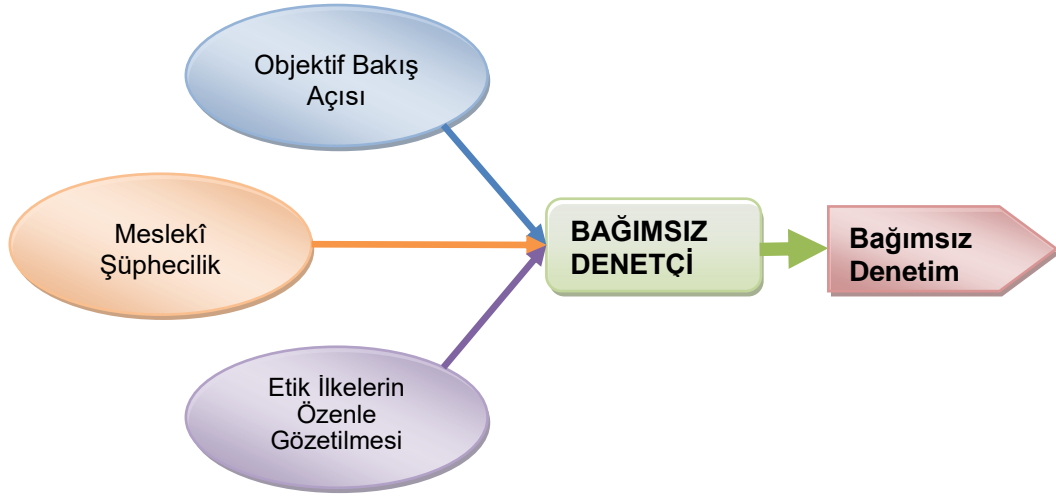 Objektif Bakış
Açısı
Meslekî
Şüphecilik
Etik İlkelerin
Özenle
Gözetilmesi
BAĞIMSIZ
DENETÇİ
Bağımsız
Denetim